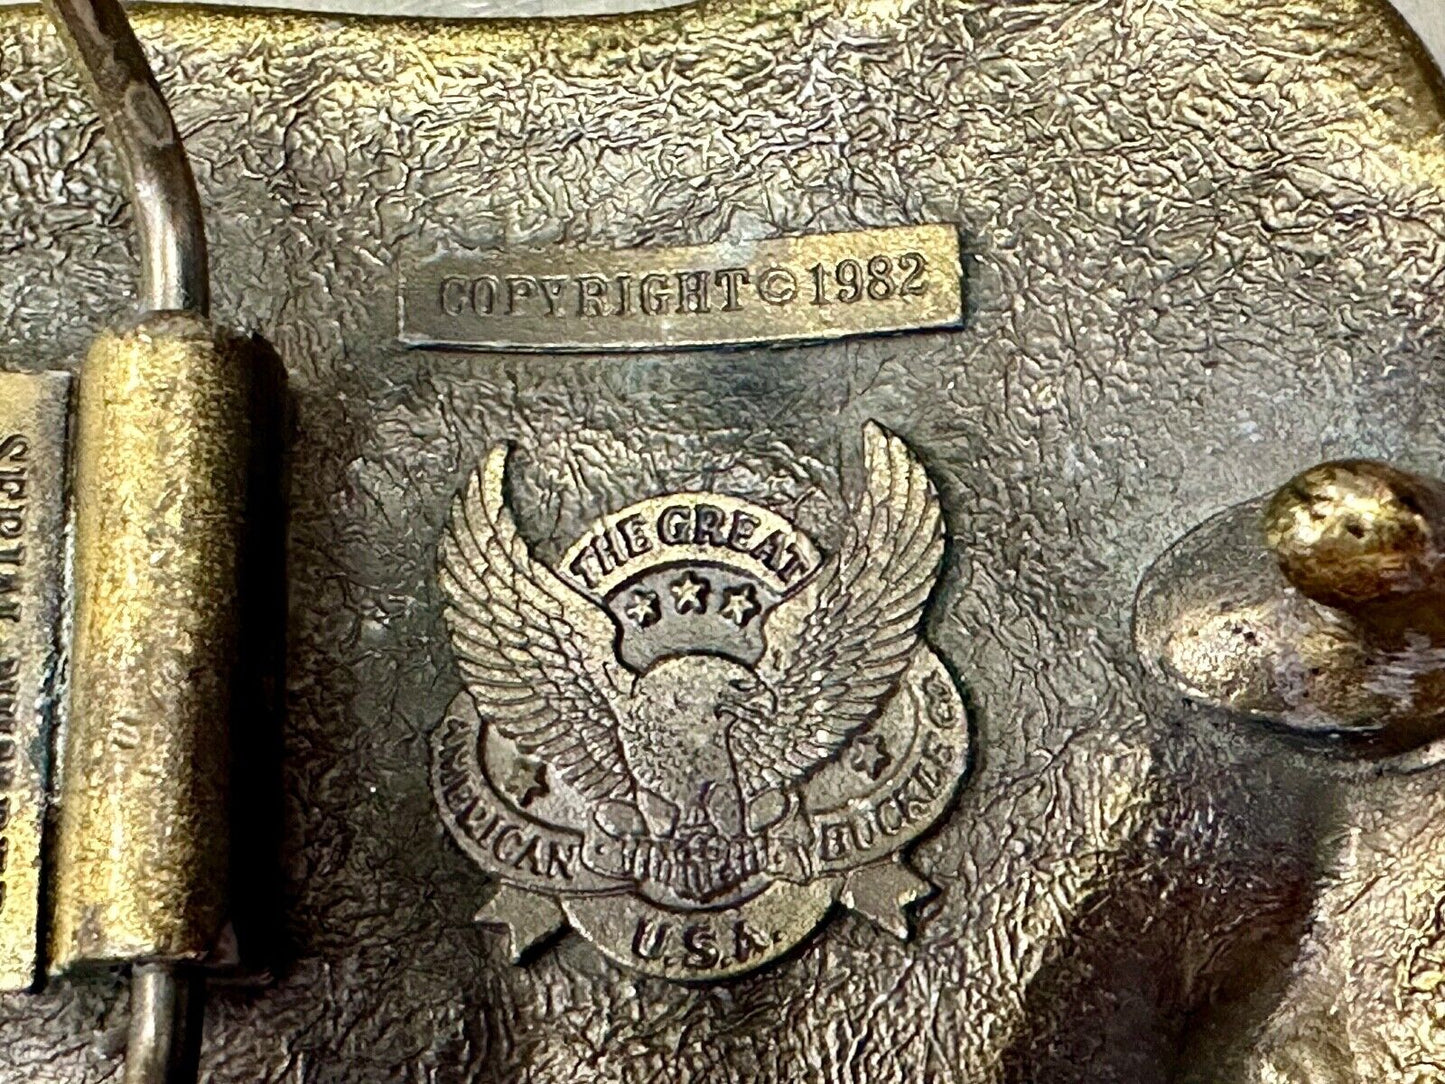 COPYRIGHT © 1982
THE GREAT
AMERICAN
BUCKLE CO.
U.S.A.